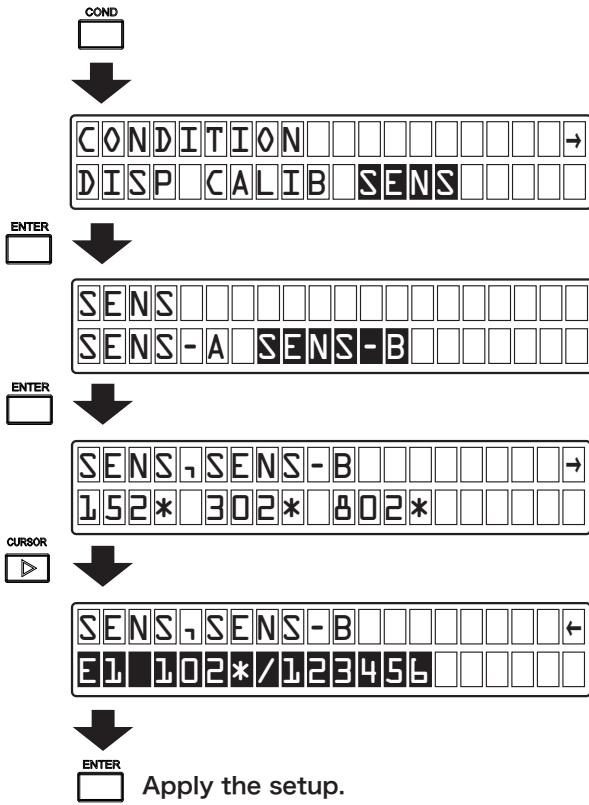 COND
CONDITION →
DISP CALIB SENS
ENTER
SENS
SENS-A SENS-B
ENTER
SENS,SENS-B →
152* 302* 802*
CURSOR
SENS,SENS-B ←
E1 102*/123456
ENTER
Apply the setup.